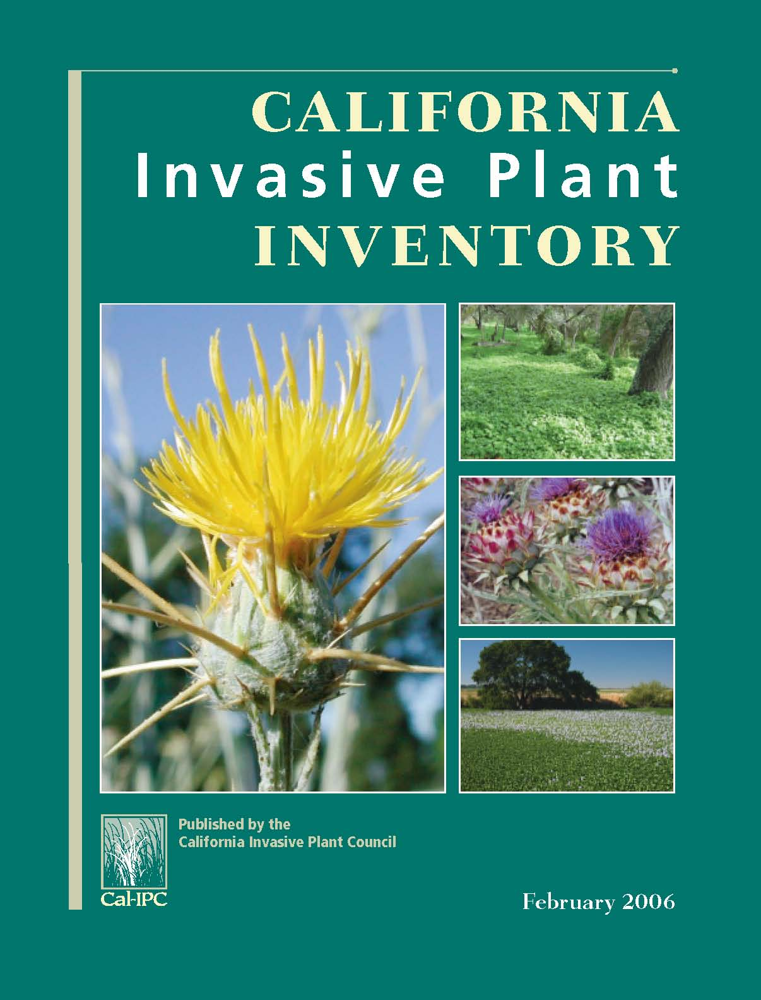 CALIFORNIA
Invasive Plant
INVENTORY
Published by the
California Invasive Plant Council
Cal-IPC
February 2006